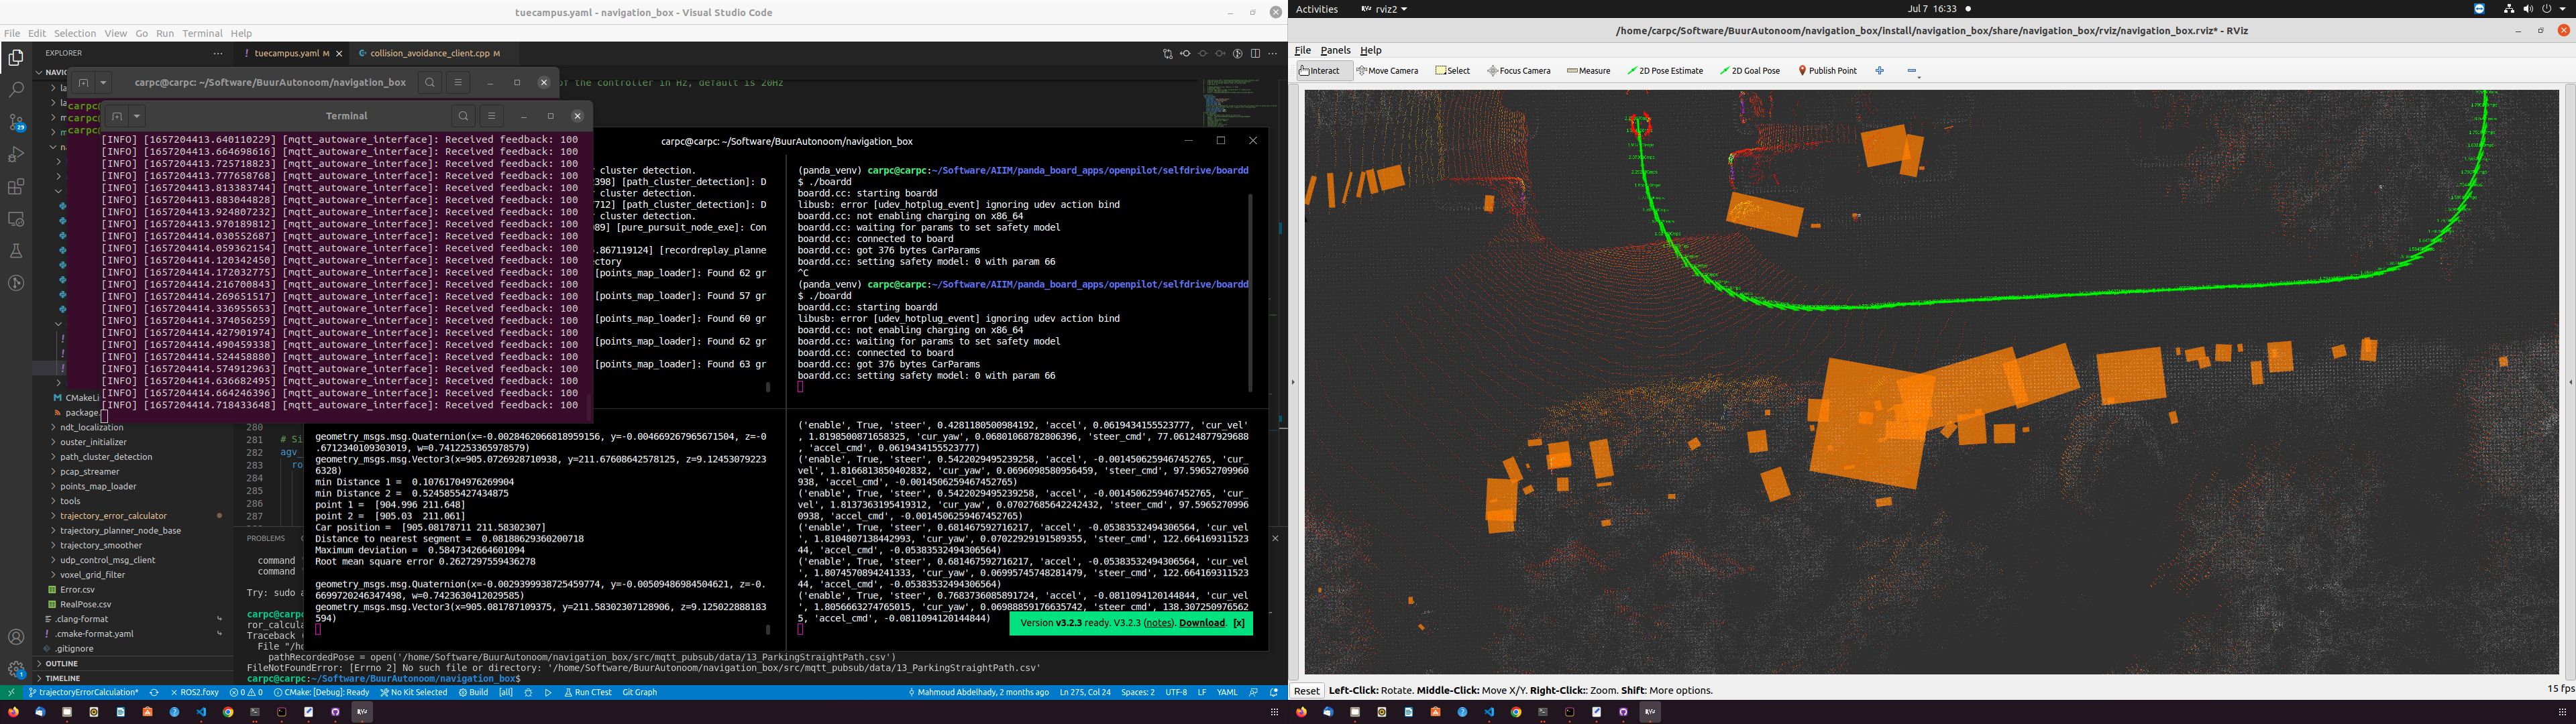 tuecampus.yaml - navigation_box - Visual Studio Code
File Edit Selection View Go Run Terminal Help
EXPLORER
tuecampus.yaml M
collision_avoidance_client.cpp M
carpc@carpc: ~/Software/BuurAutonoom/navigation_box
of the controller in Hz, default is 20Hz
Terminal
[INFO] [1657204413.640110229] [mqtt_autoware_interface]: Received feedback: 100
[INFO] [1657204413.664698616] [mqtt_autoware_interface]: Received feedback: 100
[INFO] [1657204413.725718823] [mqtt_autoware_interface]: Received feedback: 100
[INFO] [1657204413.777658768] [mqtt_autoware_interface]: Received feedback: 100
[INFO] [1657204413.813383744] [mqtt_autoware_interface]: Received feedback: 100
[INFO] [1657204413.883044828] [mqtt_autoware_interface]: Received feedback: 100
[INFO] [1657204413.924807232] [mqtt_autoware_interface]: Received feedback: 100
[INFO] [1657204413.970189812] [mqtt_autoware_interface]: Received feedback: 100
[INFO] [1657204414.030552687] [mqtt_autoware_interface]: Received feedback: 100
[INFO] [1657204414.059362154] [mqtt_autoware_interface]: Received feedback: 100
[INFO] [1657204414.120342450] [mqtt_autoware_interface]: Received feedback: 100
[INFO] [1657204414.172032775] [mqtt_autoware_interface]: Received feedback: 100
[INFO] [1657204414.216700843] [mqtt_autoware_interface]: Received feedback: 100
[INFO] [1657204414.269651517] [mqtt_autoware_interface]: Received feedback: 100
[INFO] [1657204414.336955653] [mqtt_autoware_interface]: Received feedback: 100
[INFO] [1657204414.374056259] [mqtt_autoware_interface]: Received feedback: 100
[INFO] [1657204414.427901974] [mqtt_autoware_interface]: Received feedback: 100
[INFO] [1657204414.490459338] [mqtt_autoware_interface]: Received feedback: 100
[INFO] [1657204414.524458880] [mqtt_autoware_interface]: Received feedback: 100
[INFO] [1657204414.574912963] [mqtt_autoware_interface]: Received feedback: 100
[INFO] [1657204414.636682495] [mqtt_autoware_interface]: Received feedback: 100
[INFO] [1657204414.664246396] [mqtt_autoware_interface]: Received feedback: 100
[INFO] [1657204414.718433648] [mqtt_autoware_interface]: Received feedback: 100
CMakeLi
package.
ndt_localization
ouster_initializer
path_cluster_detection
pcap_streamer
points_map_loader
tools
trajectory_error_calculator
trajectory_planner_node_base
trajectory_smoother
udp_control_msg_client
voxel_grid_filter
Error.csv
RealPose.csv
.clang-format
.cmake-format.yaml
.gitignore
OUTLINE
TIMELINE
280
281 # Si
282 agv_
283 ro
284
285
286
287
PROBLEMS
command
command
Try: sudo a
carpc@carpc:
ror_calcula
Traceback (
File "/ho
carpc@carpc: ~/Software/BuurAutonoom/navigation_box
cluster detection.
2398] [path_cluster_detection]: D
r cluster detection.
7712] [path_cluster_detection]: D
r cluster detection.
089] [pure_pursuit_node_exe]: Con
.867119124] [recordreplay_planne
ectory
[points_map_loader]: Found 62 gr
[points_map_loader]: Found 57 gr
[points_map_loader]: Found 60 gr
[points_map_loader]: Found 62 gr
[points_map_loader]: Found 63 gr
(panda_venv) carpc@carpc:~/Software/AIIM/panda_board_apps/openpilot/selfdrive/boardd
$ ./boardd
boardd.cc: starting boardd
libusb: error [udev_hotplug_event] ignoring udev action bind
boardd.cc: not enabling charging on x86_64
boardd.cc: waiting for params to set safety model
boardd.cc: connected to board
boardd.cc: got 376 bytes CarParams
boardd.cc: setting safety model: 0 with param 66
^C
(panda_venv) carpc@carpc:~/Software/AIIM/panda_board_apps/openpilot/selfdrive/boardd
$ ./boardd
boardd.cc: starting boardd
libusb: error [udev_hotplug_event] ignoring udev action bind
boardd.cc: not enabling charging on x86_64
boardd.cc: waiting for params to set safety model
boardd.cc: connected to board
boardd.cc: got 376 bytes CarParams
boardd.cc: setting safety model: 0 with param 66
geometry_msgs.msg.Quaternion(x=-0.0028462066818959156, y=-0.004669267965671504, z=-0
.6712340109303019, w=0.7412253365978579)
geometry_msgs.msg.Vector3(x=905.0726928710938, y=211.67608642578125, z=9.12453079223
6328)
min Distance 1 = 0.10761704976269904
min Distance 2 = 0.5245855427434875
point 1 = [904.996 211.648]
point 2 = [905.03 211.061]
Car position = [905.08178711 211.58302307]
Distance to nearest segment = 0.08188629360200718
Maximum deviation = 0.5847342664601094
Root mean square error 0.2627297559436278
geometry_msgs.msg.Quaternion(x=-0.0029399938725459774, y=-0.00509486984504621, z=-0.
6699720246347498, w=0.7423630412029585)
geometry_msgs.msg.Vector3(x=905.081787109375, y=211.58302307128906, z=9.125022888183
594)
('enable', True, 'steer', 0.4281180500984192, 'accel', 0.0619434155523777, 'cur_vel'
, 1.8198500871658325, 'cur_yaw', 0.06801068782806396, 'steer_cmd', 77.06124877929688
, 'accel_cmd', 0.0619434155523777)
('enable', True, 'steer', 0.5422029495239258, 'accel', -0.0014506259467452765, 'cur_
vel', 1.8166813850402832, 'cur_yaw', 0.0696098580956459, 'steer_cmd', 97.59652709960
938, 'accel_cmd', -0.0014506259467452765)
('enable', True, 'steer', 0.5422029495239258, 'accel', -0.0014506259467452765, 'cur_
vel', 1.8137363195419312, 'cur_yaw', 0.07027685642242432, 'steer_cmd', 97.5965270996
0938, 'accel_cmd', -0.0014506259467452765)
('enable', True, 'steer', 0.681467592716217, 'accel', -0.05383532494306564, 'cur_vel
', 1.8104807138442993, 'cur_yaw', 0.07022929191589355, 'steer_cmd', 122.664169311523
44, 'accel_cmd', -0.05383532494306564)
('enable', True, 'steer', 0.681467592716217, 'accel', -0.05383532494306564, 'cur_vel
', 1.8074570894241333, 'cur_yaw', 0.06995745748281479, 'steer_cmd', 122.664169311523
44, 'accel_cmd', -0.05383532494306564)
('enable', True, 'steer', 0.7683736085891724, 'accel', -0.0811094120144844, 'cur_vel
', 1.8056663274765015, 'cur_yaw', 0.06988859176635742, 'steer_cmd', 138.307250976562
5, 'accel_cmd', -0.0811094120144844)
Version v3.2.3 ready. V3.2.3 (notes). Download. [x]
pathRecordedPose = open('/home/Software/BuurAutonoom/navigation_box/src/mqtt_pubsub/data/13_ParkingStraightPath.csv')
FileNotFoundError: [Errno 2] No such file or directory: '/home/Software/BuurAutonoom/navigation_box/src/mqtt_pubsub/data/13_ParkingStraightPath.csv'
carpc@carpc:~/Software/BuurAutonoom/navigation_box$
trajectoryErrorCalculation* ROS2.foxy 0 0 CMake: [Debug]: Ready No Kit Selected Build [all] Run CTest Git Graph
Mahmoud Abdelhady, 2 months ago Ln 275, Col 24 Spaces: 2 UTF-8 LF YAML
Activities rviz2 Jul 7 16:33
/home/carpc/Software/BuurAutonoom/navigation_box/install/navigation_box/share/navigation_box/rviz/navigation_box.rviz* - RViz
File Panels Help
Interact Move Camera Select Focus Camera Measure 2D Pose Estimate 2D Goal Pose Publish Point
Reset Left-Click: Rotate. Middle-Click: Move X/Y. Right-Click: Zoom. Shift: More options.
15 fps